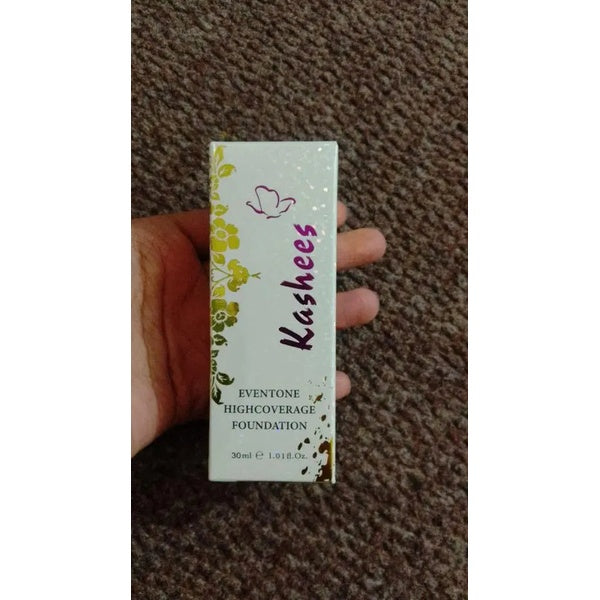 Kashees
EVENTONE
HIGHCOVERAGE
FOUNDATION
30ml ℮ 1.01fl.Oz.